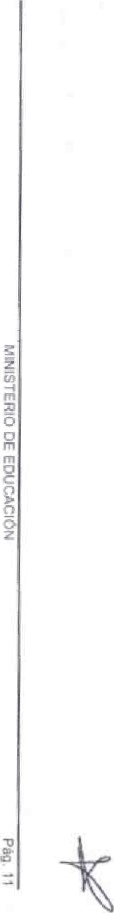 MINISTERIO DE EDUCACIÓN
Pág. 11